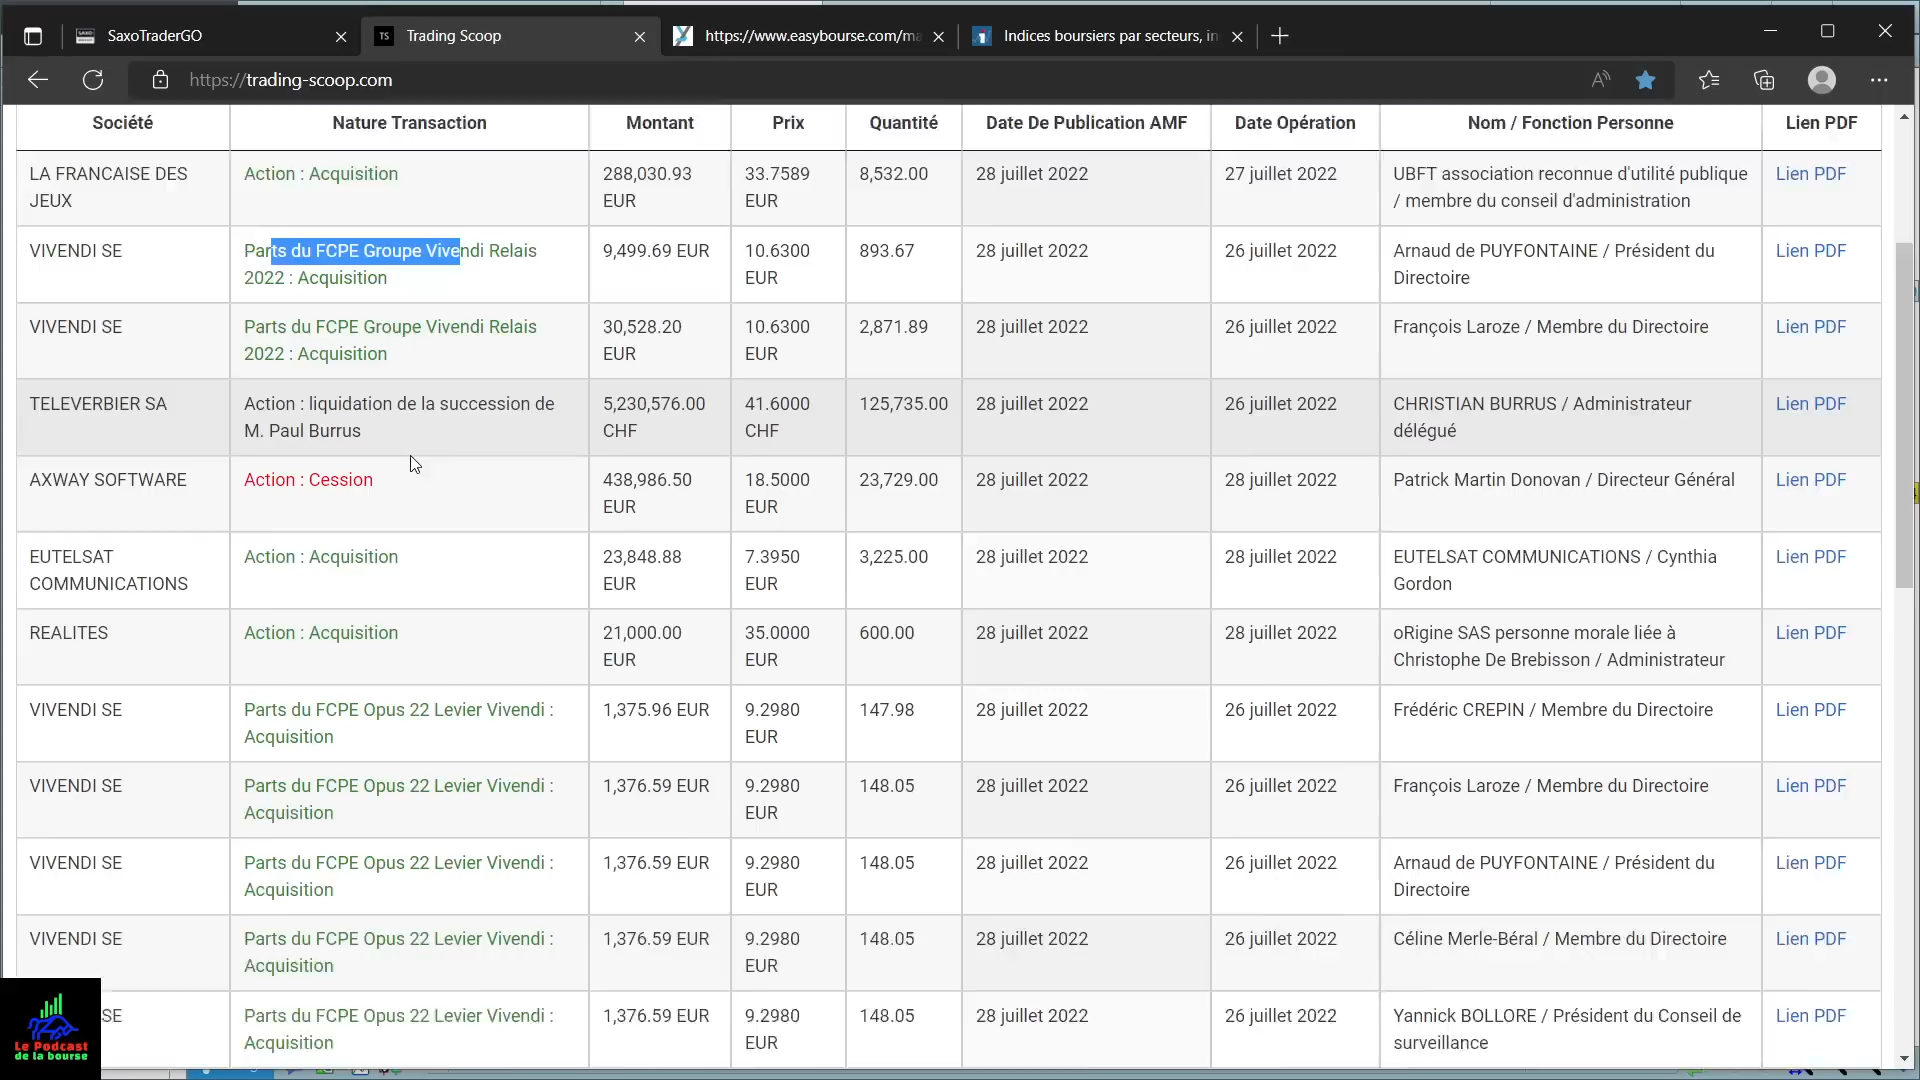 SaxoTraderGO
Trading Scoop
https://www.easybourse.com/ma
Indices boursiers par secteurs, in
https://trading-scoop.com
Société Nature Transaction Montant Prix Quantité Date De Publication AMF Date Opération Nom / Fonction Personne Lien PDF
LA FRANCAISE DES Action : Acquisition 288,030.93 33.7589 8,532.00 28 juillet 2022 27 juillet 2022 UBFT association reconnue d'utilité publique Lien PDF
JEUX EUR EUR / membre du conseil d'administration
VIVENDI SE Parts du FCPE Groupe Vivendi Relais 9,499.69 EUR 10.6300 893.67 28 juillet 2022 26 juillet 2022 Arnaud de PUYFONTAINE / Président du Lien PDF
2022 : Acquisition EUR Directoire
VIVENDI SE Parts du FCPE Groupe Vivendi Relais 30,528.20 10.6300 2,871.89 28 juillet 2022 26 juillet 2022 François Laroze / Membre du Directoire Lien PDF
2022 : Acquisition EUR EUR
TELEVERBIER SA Action : liquidation de la succession de 5,230,576.00 41.6000 125,735.00 28 juillet 2022 26 juillet 2022 CHRISTIAN BURRUS / Administrateur Lien PDF
M. Paul Burrus CHF CHF délégué
AXWAY SOFTWARE Action : Cession 438,986.50 18.5000 23,729.00 28 juillet 2022 28 juillet 2022 Patrick Martin Donovan / Directeur Général Lien PDF
EUR EUR
EUTELSAT Action : Acquisition 23,848.88 7.3950 3,225.00 28 juillet 2022 28 juillet 2022 EUTELSAT COMMUNICATIONS / Cynthia Lien PDF
COMMUNICATIONS EUR EUR Gordon
REALITES Action : Acquisition 21,000.00 35.0000 600.00 28 juillet 2022 28 juillet 2022 oRigine SAS personne morale liée à Lien PDF
EUR EUR Christophe De Brebisson / Administrateur
VIVENDI SE Parts du FCPE Opus 22 Levier Vivendi : 1,375.96 EUR 9.2980 147.98 28 juillet 2022 26 juillet 2022 Frédéric CREPIN / Membre du Directoire Lien PDF
Acquisition EUR
VIVENDI SE Parts du FCPE Opus 22 Levier Vivendi : 1,376.59 EUR 9.2980 148.05 28 juillet 2022 26 juillet 2022 François Laroze / Membre du Directoire Lien PDF
Acquisition EUR
VIVENDI SE Parts du FCPE Opus 22 Levier Vivendi : 1,376.59 EUR 9.2980 148.05 28 juillet 2022 26 juillet 2022 Arnaud de PUYFONTAINE / Président du Lien PDF
Acquisition EUR Directoire
VIVENDI SE Parts du FCPE Opus 22 Levier Vivendi : 1,376.59 EUR 9.2980 148.05 28 juillet 2022 26 juillet 2022 Céline Merle-Béral / Membre du Directoire Lien PDF
Acquisition EUR
SE Parts du FCPE Opus 22 Levier Vivendi : 1,376.59 EUR 9.2980 148.05 28 juillet 2022 26 juillet 2022 Yannick BOLLORE / Président du Conseil de Lien PDF
Acquisition EUR surveillance
Le Podcast
de la bourse